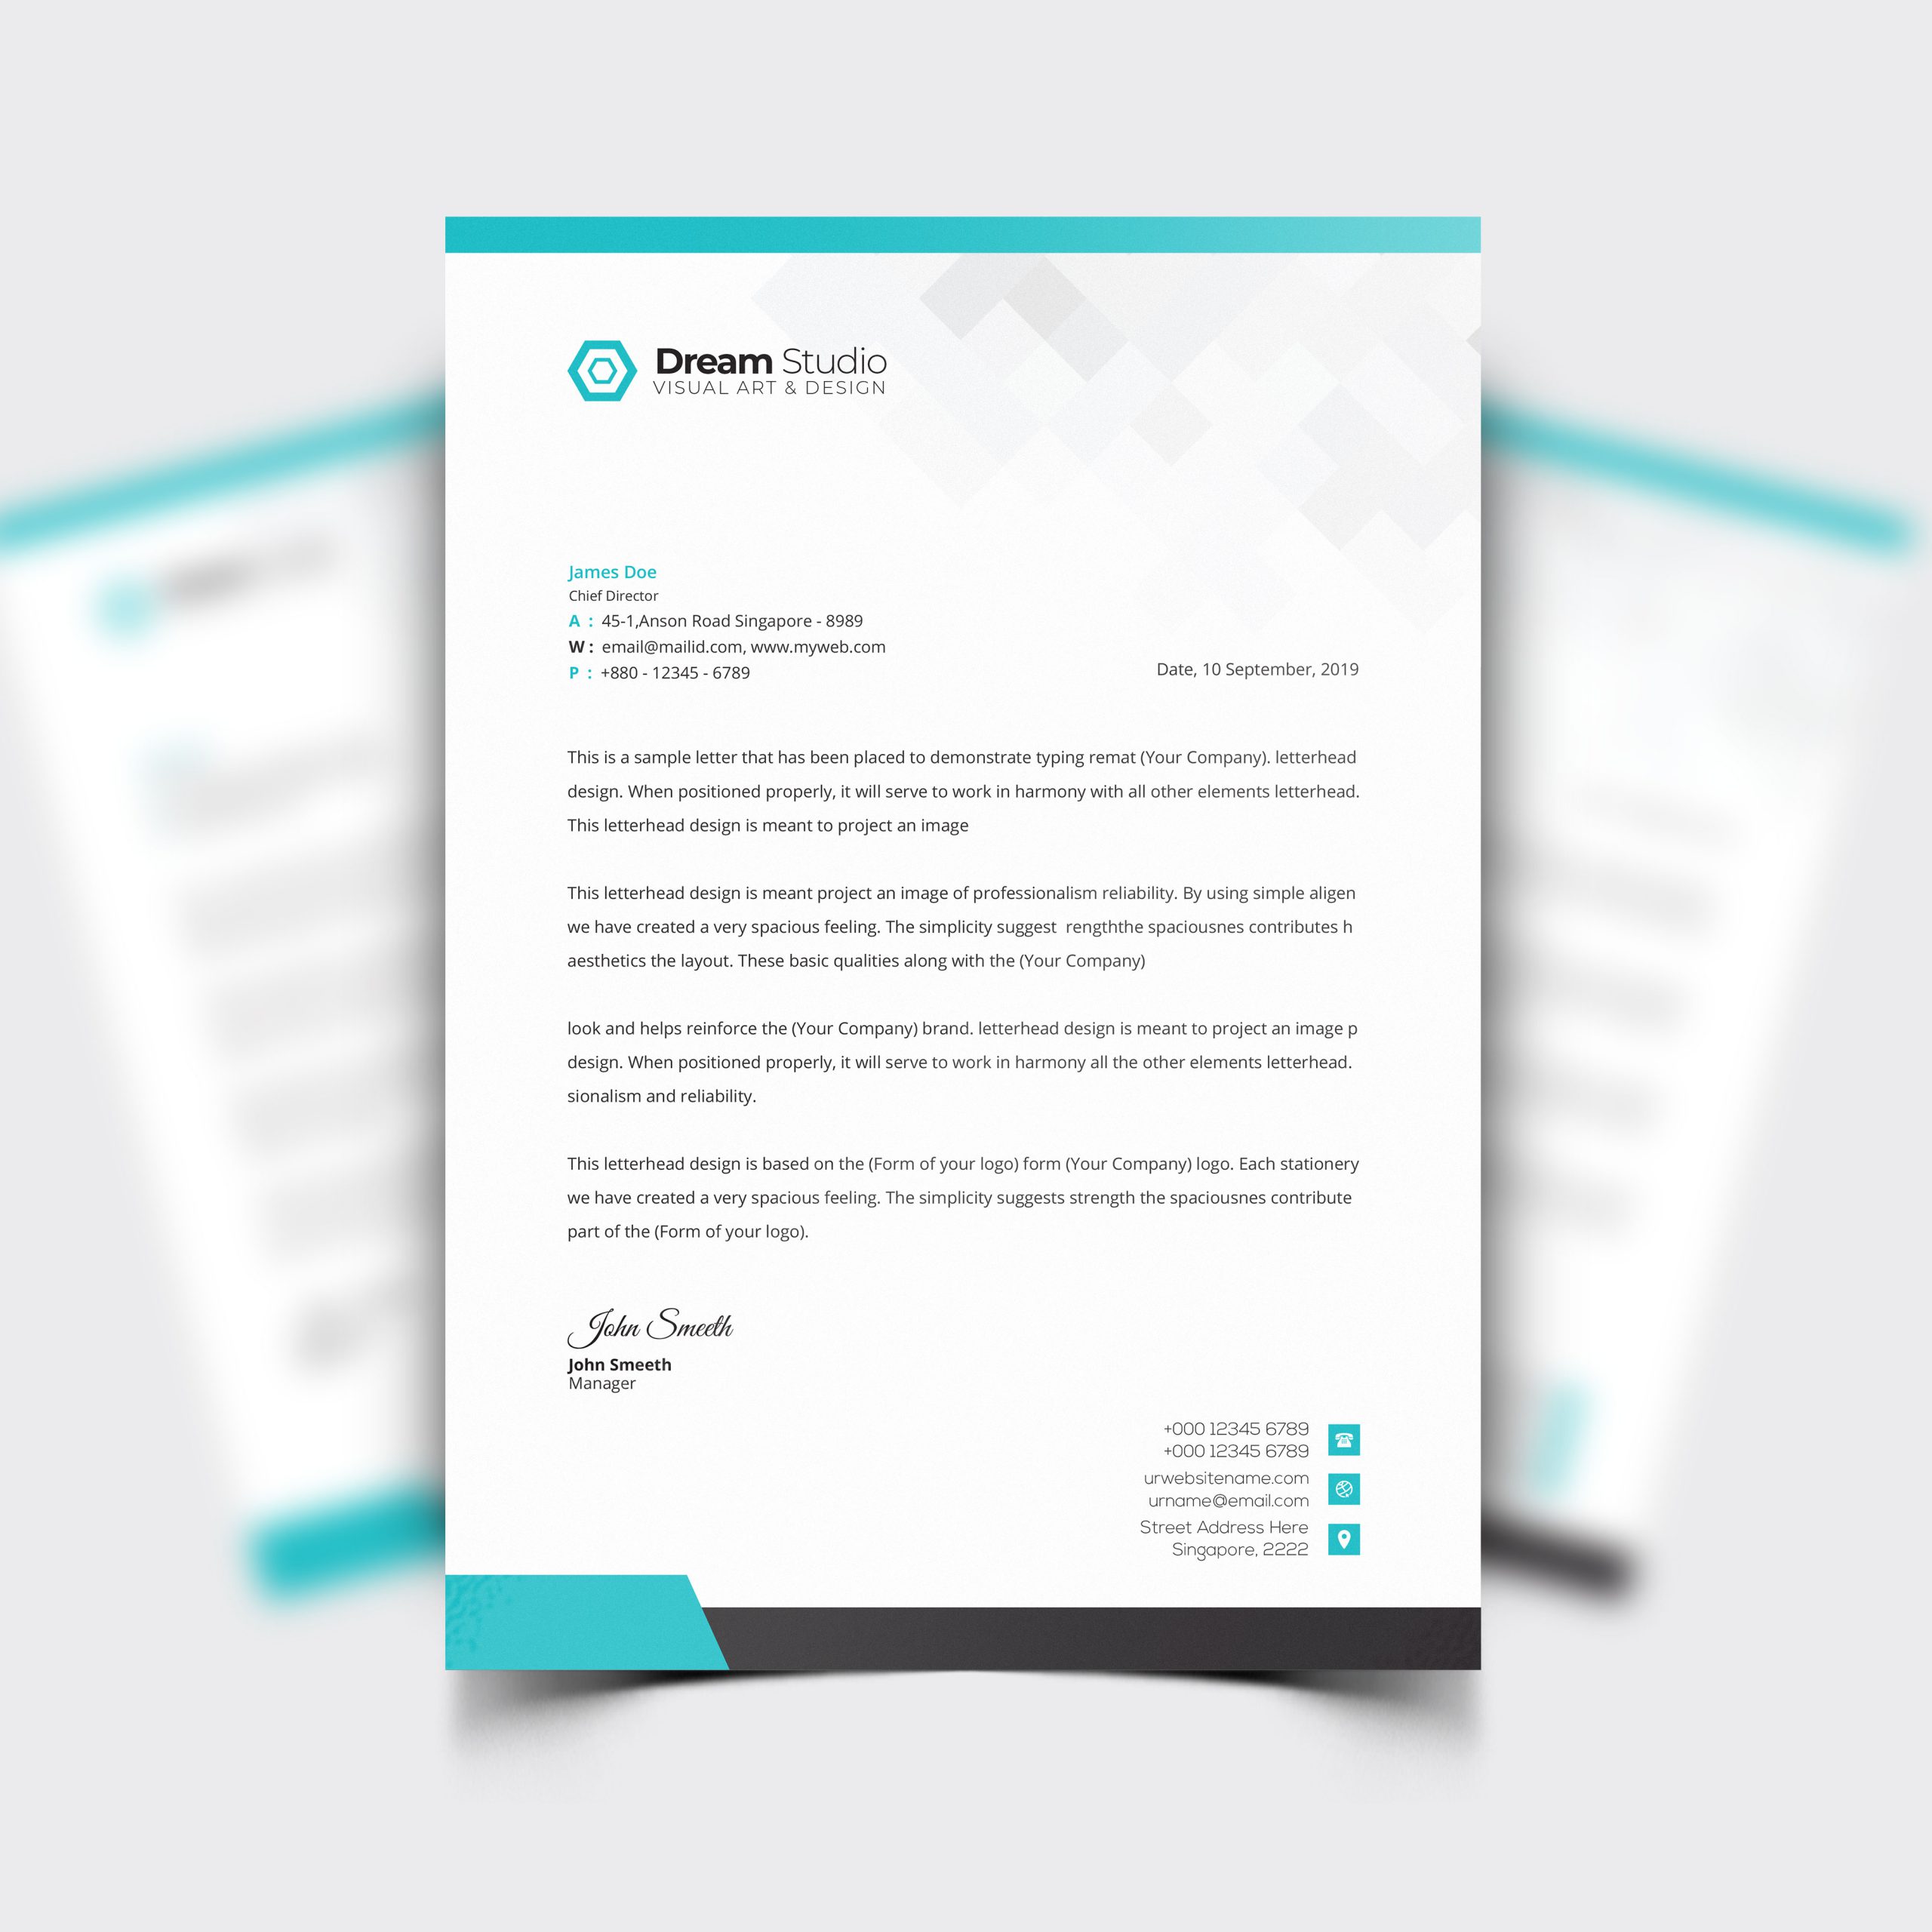 Dream Studio
VISUAL ART & DESIGN
James Doe
Chief Director
A : 45-1,Anson Road Singapore - 8989
W : email@mailid.com, www.myweb.com
P : +880 - 12345 - 6789
Date, 10 September, 2019
This is a sample letter that has been placed to demonstrate typing remat (Your Company). letterhead
design. When positioned properly, it will serve to work in harmony with all other elements letterhead.
This letterhead design is meant to project an image
This letterhead design is meant project an image of professionalism reliability. By using simple aligen
we have created a very spacious feeling. The simplicity suggest  rengththe spaciousnes contributes h
aesthetics the layout. These basic qualities along with the (Your Company)
look and helps reinforce the (Your Company) brand. letterhead design is meant to project an image p
design. When positioned properly, it will serve to work in harmony all the other elements letterhead.
sionalism and reliability.
This letterhead design is based on the (Form of your logo) form (Your Company) logo. Each stationery
we have created a very spacious feeling. The simplicity suggests strength the spaciousnes contribute
part of the (Form of your logo).
John Smeeth
John Smeeth
Manager
+000 12345 6789
+000 12345 6789
urwebsitename.com
urname@email.com
Street Address Here
Singapore, 2222